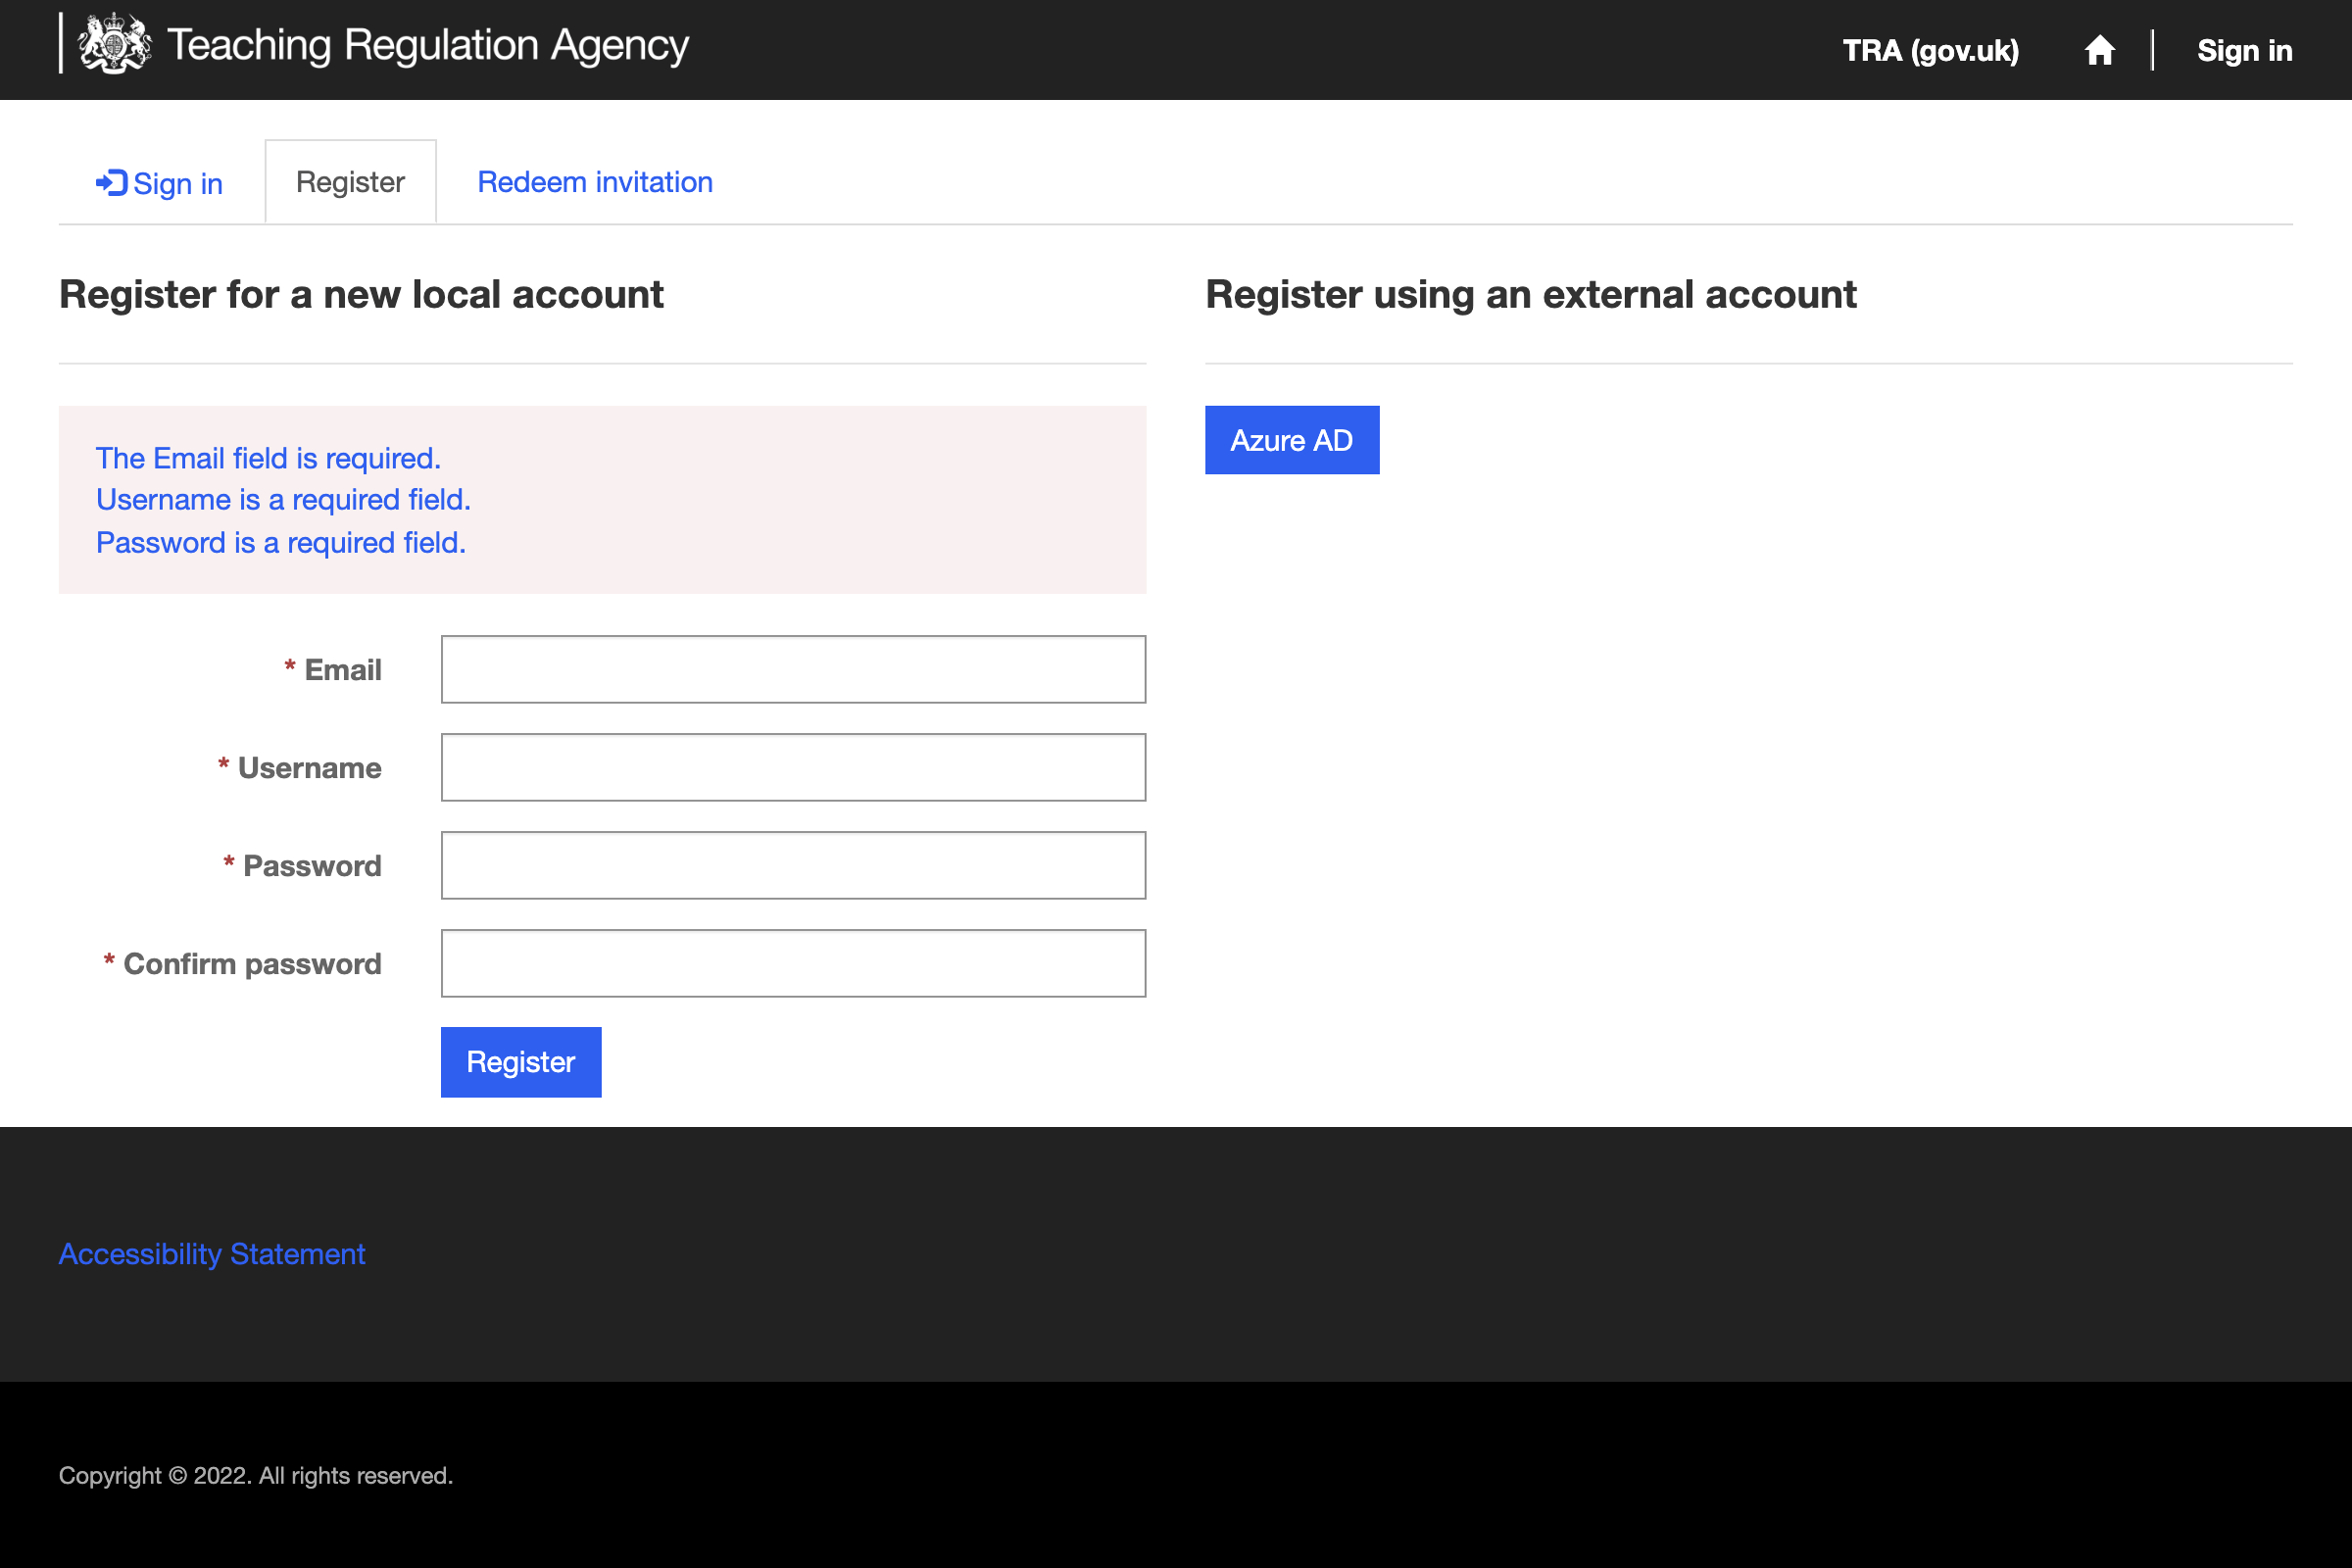 Teaching Regulation Agency
TRA (gov.uk)
Sign in
Sign in
Register
Redeem invitation
Register for a new local account
The Email field is required.
Username is a required field.
Password is a required field.
* Email
* Username
* Password
* Confirm password
Register
Register using an external account
Azure AD
Accessibility Statement
Copyright © 2022. All rights reserved.